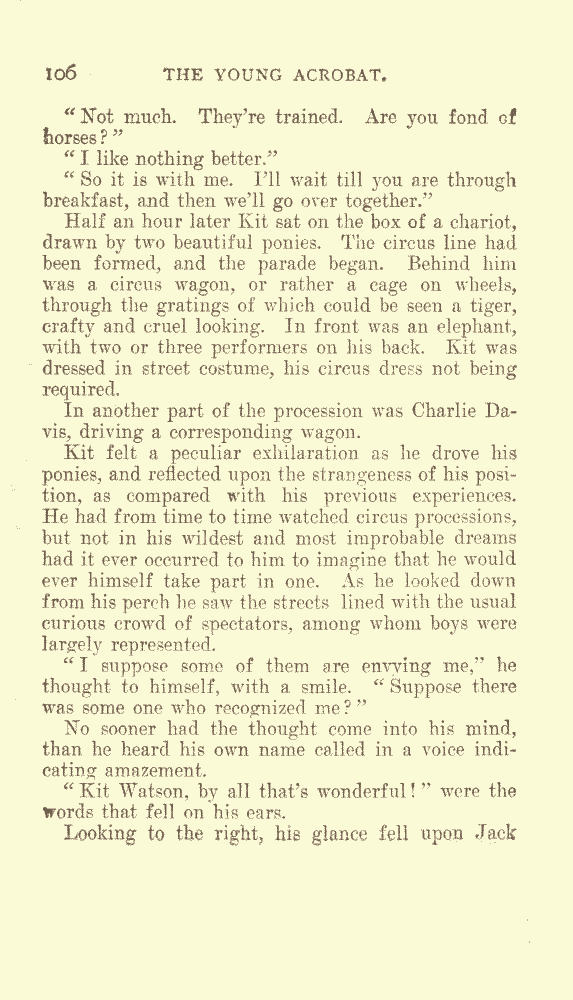 106 THE YOUNG ACROBAT.
“Not much. They’re trained. Are you fond of
horses?”
“I like nothing better.”
“So it is with me. I’ll wait till you are through
breakfast, and then we’ll go over together.”
Half an hour later Kit sat on the box of a chariot,
drawn by two beautiful ponies. The circus line had
been formed, and the parade began. Behind him
was a circus wagon, or rather a cage on wheels,
through the gratings of which could be seen a tiger,
crafty and cruel looking. In front was an elephant,
with two or three performers on his back. Kit was
dressed in street costume, his circus dress not being
required.
In another part of the procession was Charlie Da-
vis, driving a corresponding wagon.
Kit felt a peculiar exhilaration as he drove his
ponies, and reflected upon the strangeness of his posi-
tion, as compared with his previous experiences.
He had from time to time watched circus processions,
but not in his wildest and most improbable dreams
had it ever occurred to him to imagine that he would
ever himself take part in one. As he looked down
from his perch he saw the streets lined with the usual
curious crowd of spectators, among whom boys were
largely represented.
“I suppose some of them are envying me,” he
thought to himself, with a smile. “Suppose there
was some one who recognized me?”
No sooner had the thought come into his mind,
than he heard his own name called in a voice indi-
cating amazement.
“Kit Watson, by all that’s wonderful!” were the
words that fell on his ears.
Looking to the right, his glance fell upon Jack